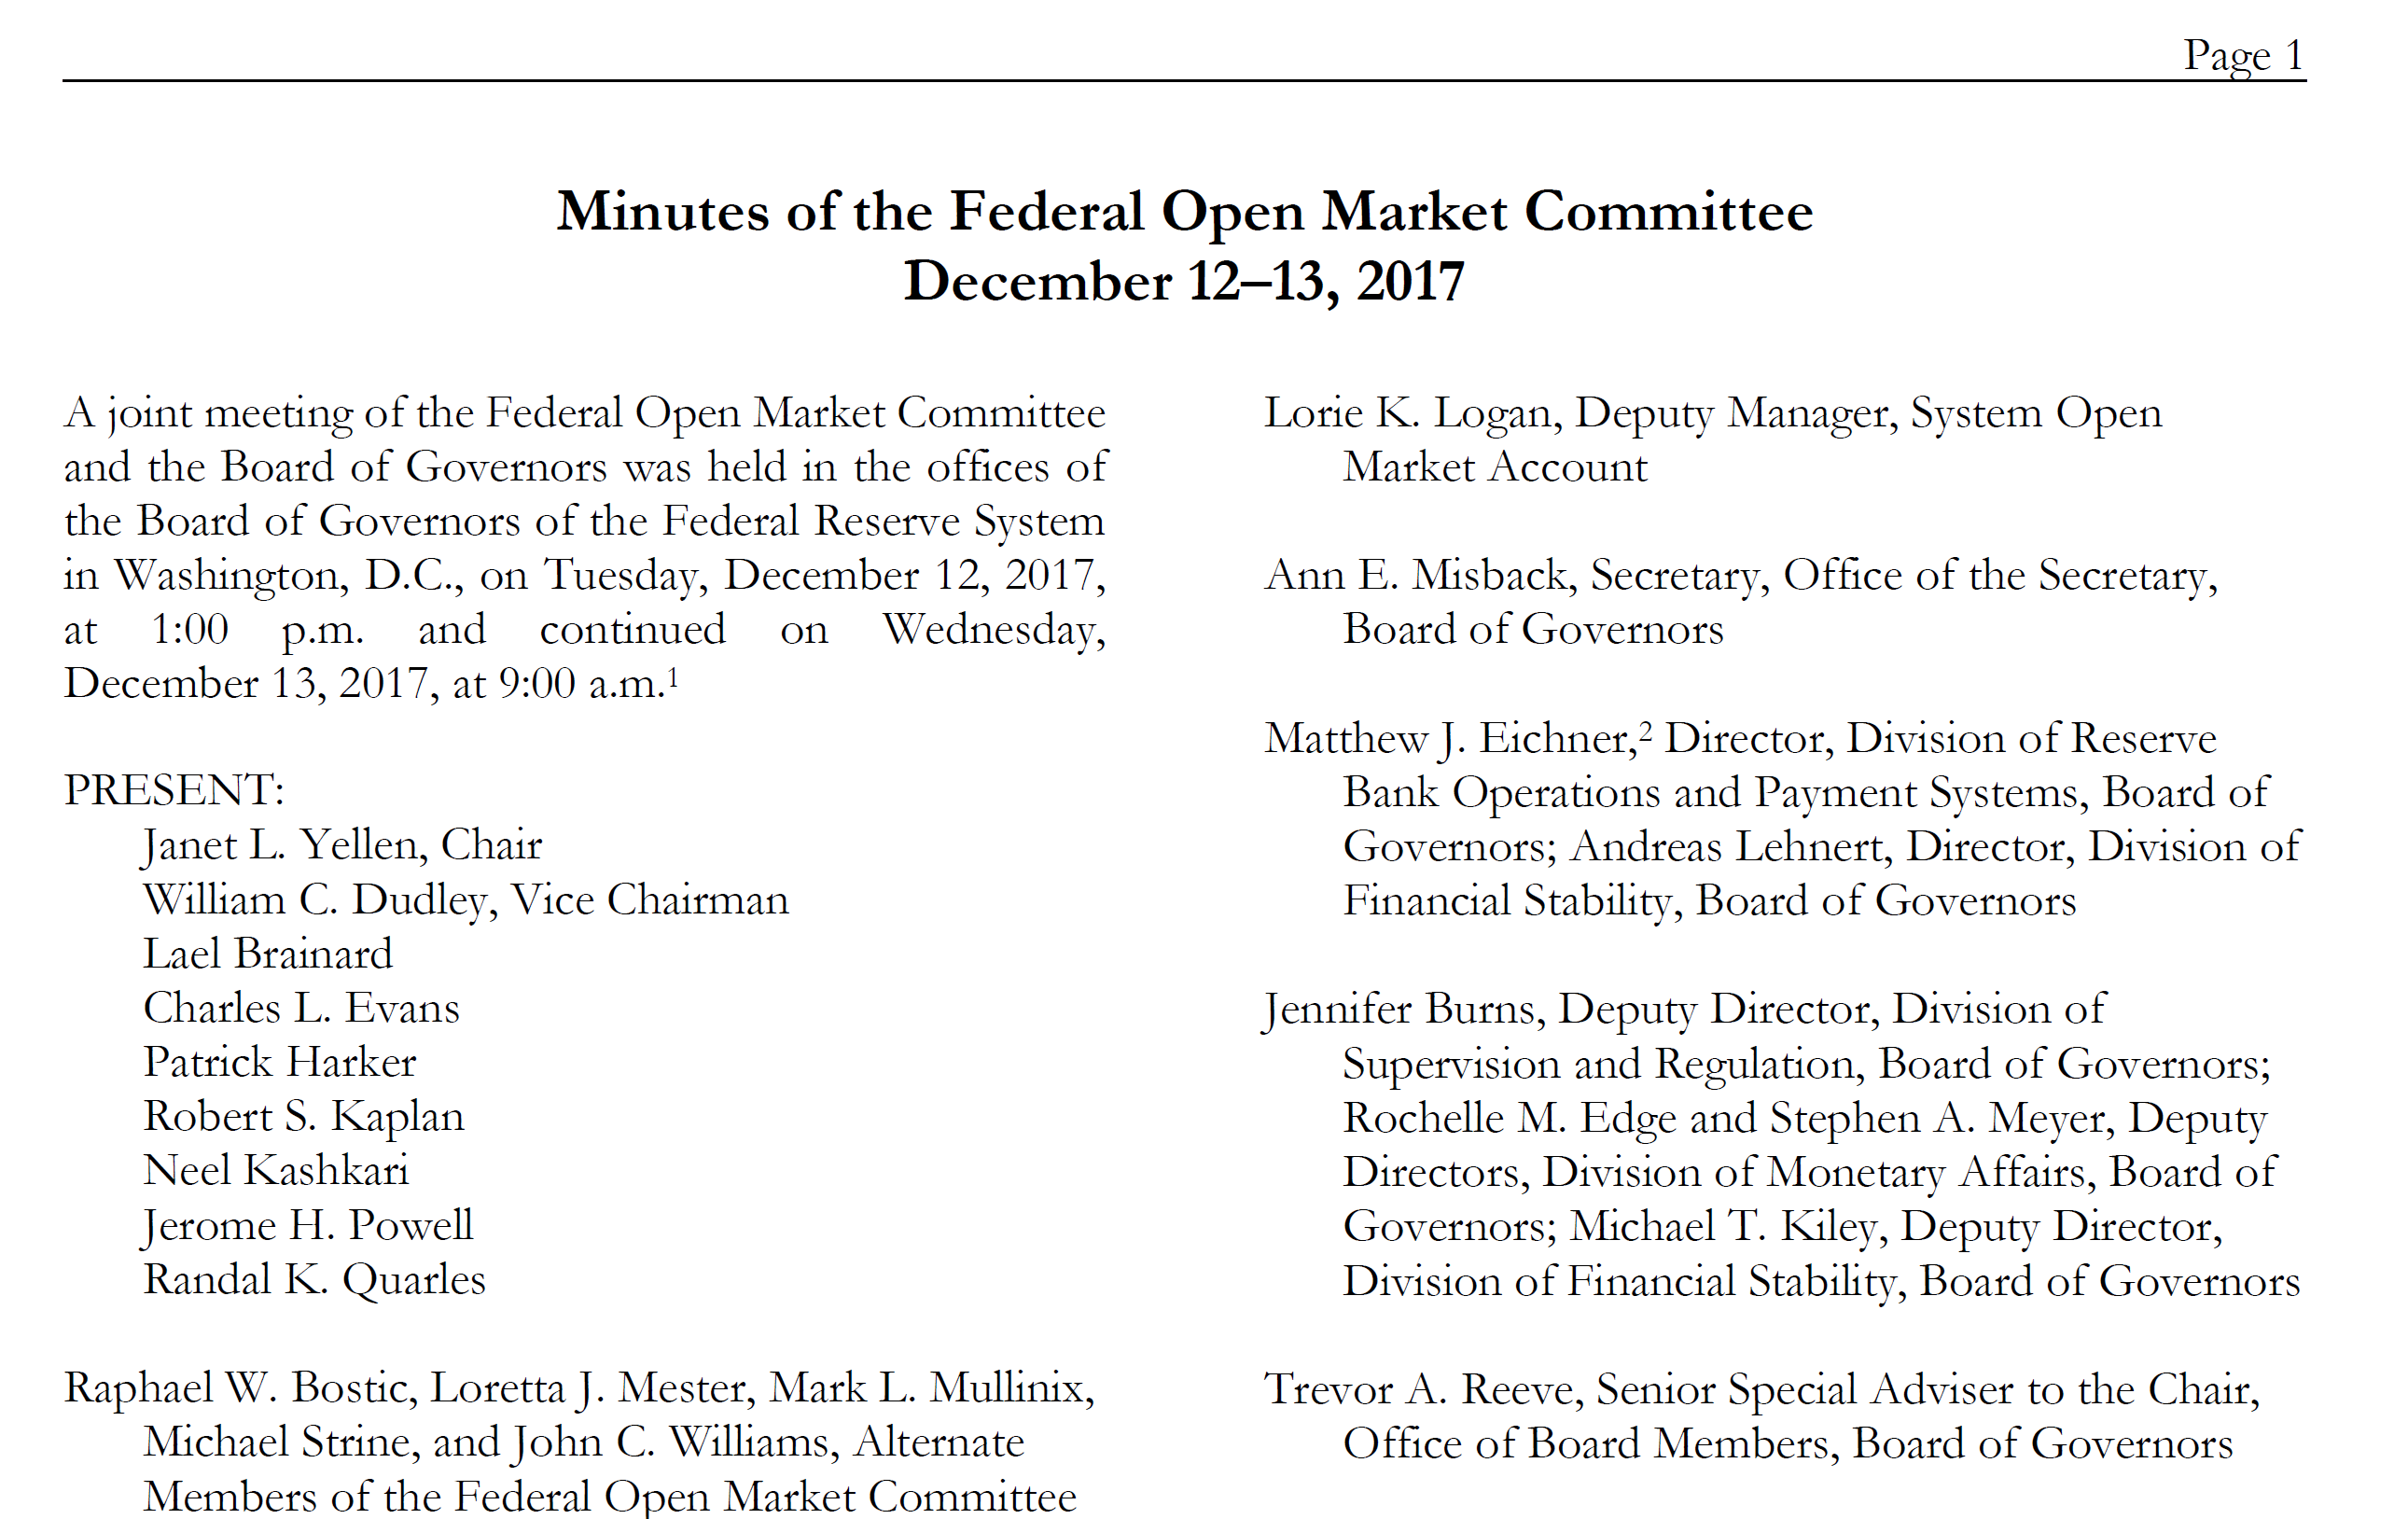 Page 1
Minutes of the Federal Open Market Committee
December 12–13, 2017
A joint meeting of the Federal Open Market Committee
and the Board of Governors was held in the offices of
the Board of Governors of the Federal Reserve System
in Washington, D.C., on Tuesday, December 12, 2017,
at 1:00 p.m. and continued on Wednesday,
December 13, 2017, at 9:00 a.m.¹
PRESENT:
Janet L. Yellen, Chair
William C. Dudley, Vice Chairman
Lael Brainard
Charles L. Evans
Patrick Harker
Robert S. Kaplan
Neel Kashkari
Jerome H. Powell
Randal K. Quarles
Raphael W. Bostic, Loretta J. Mester, Mark L. Mullinix,
Michael Strine, and John C. Williams, Alternate
Members of the Federal Open Market Committee
Lorie K. Logan, Deputy Manager, System Open
Market Account
Ann E. Misback, Secretary, Office of the Secretary,
Board of Governors
Matthew J. Eichner,² Director, Division of Reserve
Bank Operations and Payment Systems, Board of
Governors; Andreas Lehnert, Director, Division of
Financial Stability, Board of Governors
Jennifer Burns, Deputy Director, Division of
Supervision and Regulation, Board of Governors;
Rochelle M. Edge and Stephen A. Meyer, Deputy
Directors, Division of Monetary Affairs, Board of
Governors; Michael T. Kiley, Deputy Director,
Division of Financial Stability, Board of Governors
Trevor A. Reeve, Senior Special Adviser to the Chair,
Office of Board Members, Board of Governors